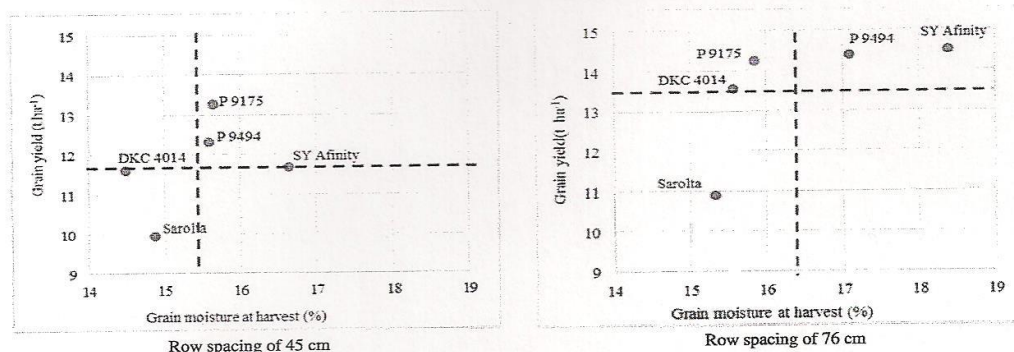 15
14
13
12
11
10
9
14 15 16 17 18 19
Grain yield (t ha⁻¹)
P 9175
P 9494
DKC 4014
SY Afinity
Sarolta
Grain moisture at harvest (%)
Row spacing of 45 cm
15
14
13
12
11
10
9
14 15 16 17 18 19
Grain yield(t ha⁻¹)
SY Afinity
P 9494
P 9175
DKC 4014
Sarolta
Grain moisture at harvest (%)
Row spacing of 76 cm